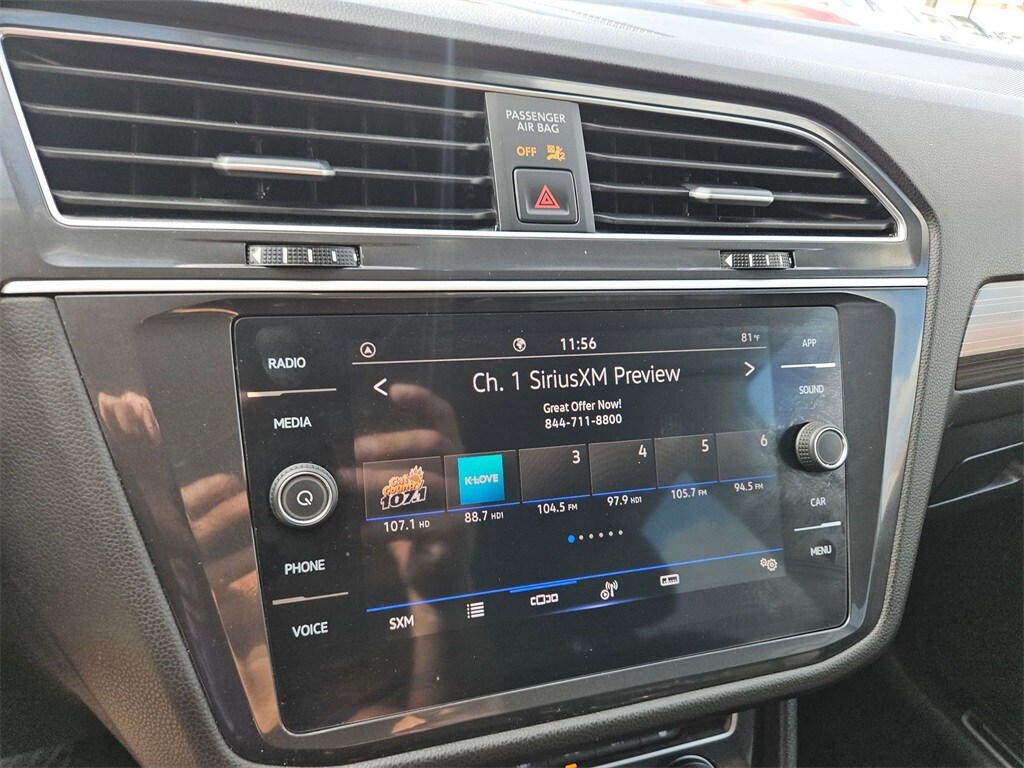 PASSENGER
AIR BAG
OFF
RADIO
MEDIA
PHONE
VOICE
11:56
81°F
Ch. 1 SiriusXM Preview
Great Offer Now!
844-711-8800
107.1
K-LOVE
3
4
5
6
107.1 HD
88.7 HD1
104.5 FM
97.9 HD1
105.7 FM
94.5 FM
SXM
APP
SOUND
CAR
MENU